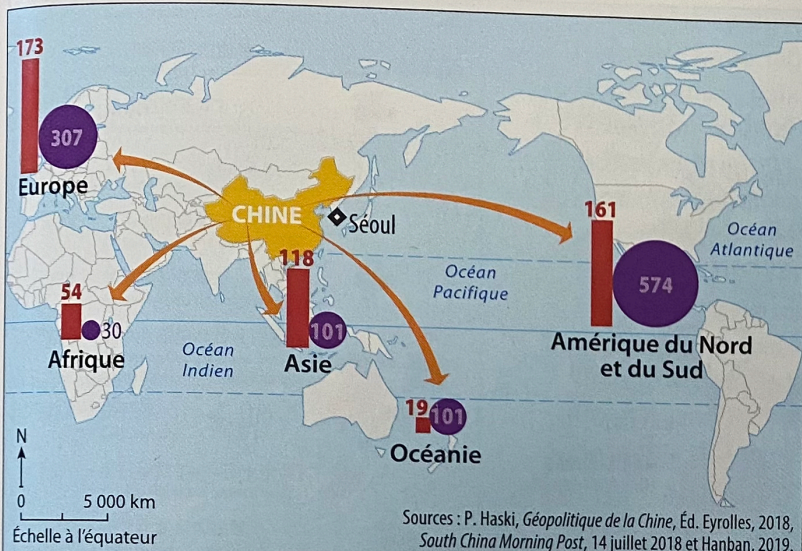 173
307
Europe
CHINE
Séoul
161
574
Océan
Atlantique
Océan
Pacifique
Amérique du Nord
et du Sud
54
30
Afrique
Océan
Indien
118
101
Asie
19
101
Océanie
N
0 5 000 km
Échelle à l'équateur
Sources : P. Haski, Géopolitique de la Chine, Éd. Eyrolles, 2018,
South China Morning Post, 14 juillet 2018 et Hanban, 2019.